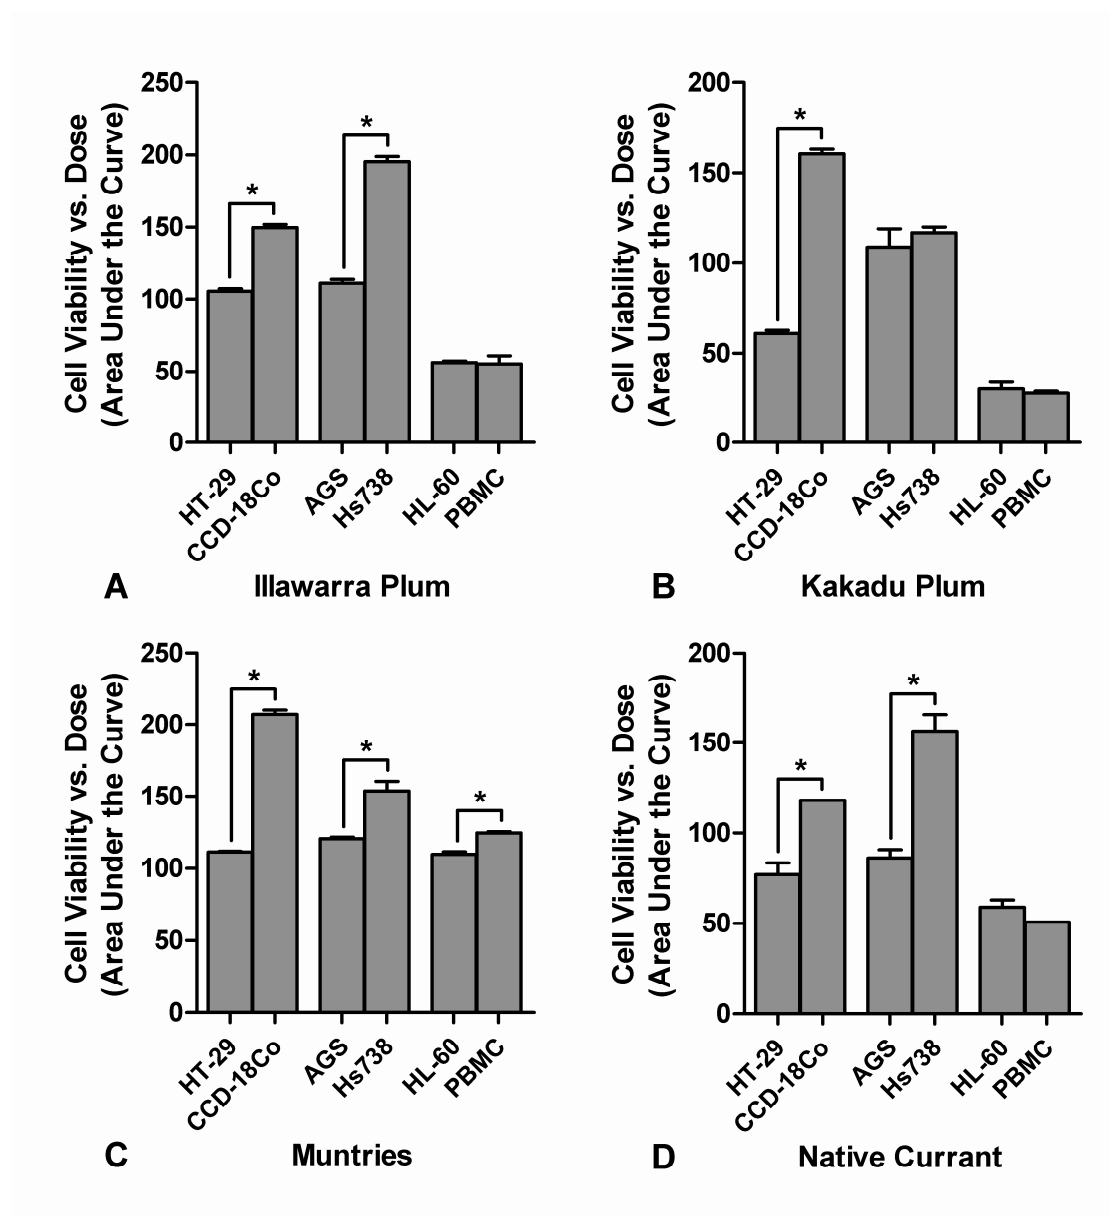 Cell Viability vs. Dose
(Area Under the Curve)
250
200
150
100
50
0
*
*
HT-29
CCD-18Co
AGS
Hs738
HL-60
PBMC
A
Illawarra Plum
Cell Viability vs. Dose
(Area Under the Curve)
200
150
100
50
0
*
HT-29
CCD-18Co
AGS
Hs738
HL-60
PBMC
B
Kakadu Plum
Cell Viability vs. Dose
(Area Under the Curve)
250
200
150
100
50
0
*
*
*
HT-29
CCD-18Co
AGS
Hs738
HL-60
PBMC
C
Muntries
Cell Viability vs. Dose
(Area Under the Curve)
200
150
100
50
0
*
*
HT-29
CCD-18Co
AGS
Hs738
HL-60
PBMC
D
Native Currant